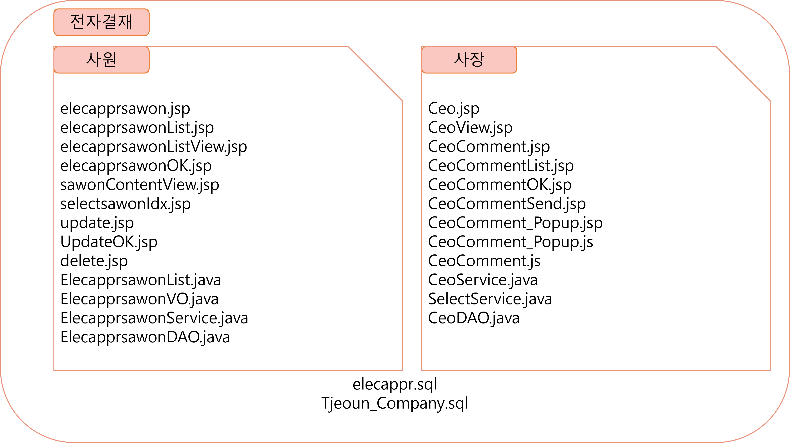 전자결재
사원
elecapprsawon.jsp
elecapprsawonList.jsp
elecapprsawonListView.jsp
elecapprsawonOK.jsp
sawonContentView.jsp
selectsawonIdx.jsp
update.jsp
UpdateOK.jsp
delete.jsp
ElecapprsawonList.java
ElecapprsawonVO.java
ElecapprsawonService.java
ElecapprsawonDAO.java
사장
Ceo.jsp
CeoView.jsp
CeoComment.jsp
CeoCommentList.jsp
CeoCommentOK.jsp
CeoCommentSend.jsp
CeoComment_Popup.jsp
CeoComment_Popup.js
CeoComment.js
CeoService.java
SelectService.java
CeoDAO.java
elecappr.sql
Tjeoun_Company.sql